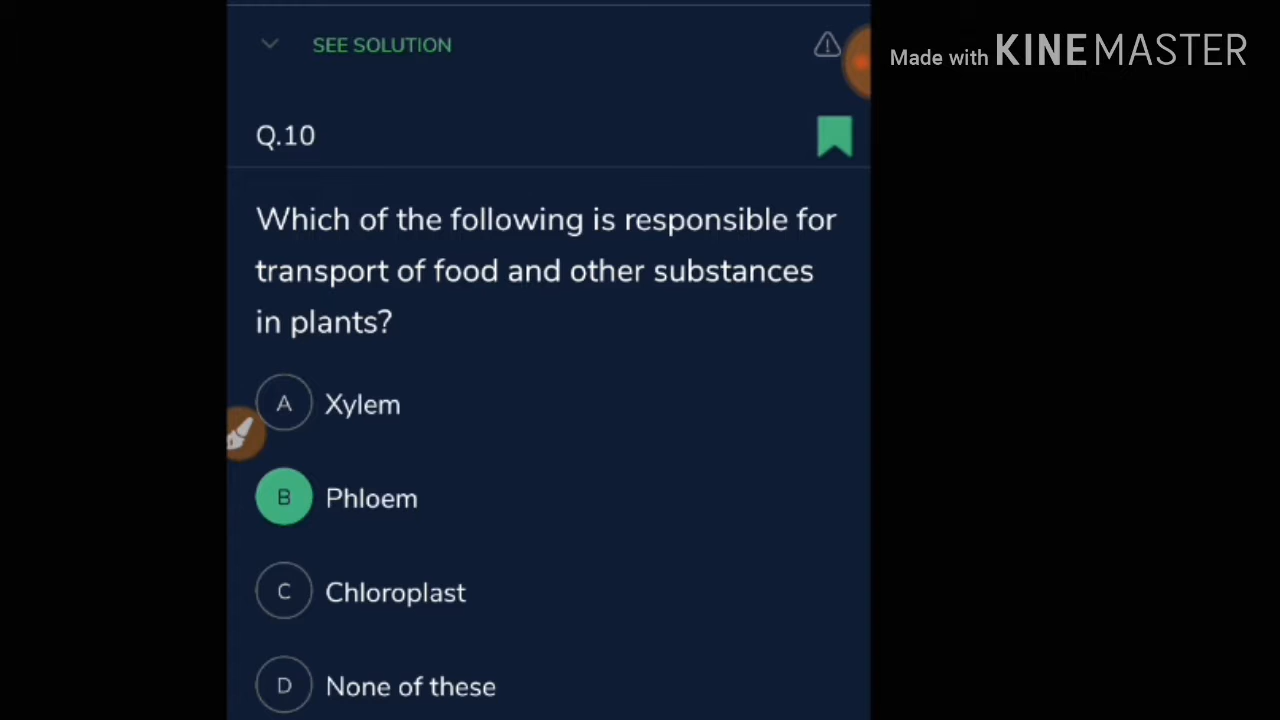 SEE SOLUTION
Made with KINEMASTER
Q.10
Which of the following is responsible for
transport of food and other substances
in plants?
A Xylem
B Phloem
C Chloroplast
D None of these